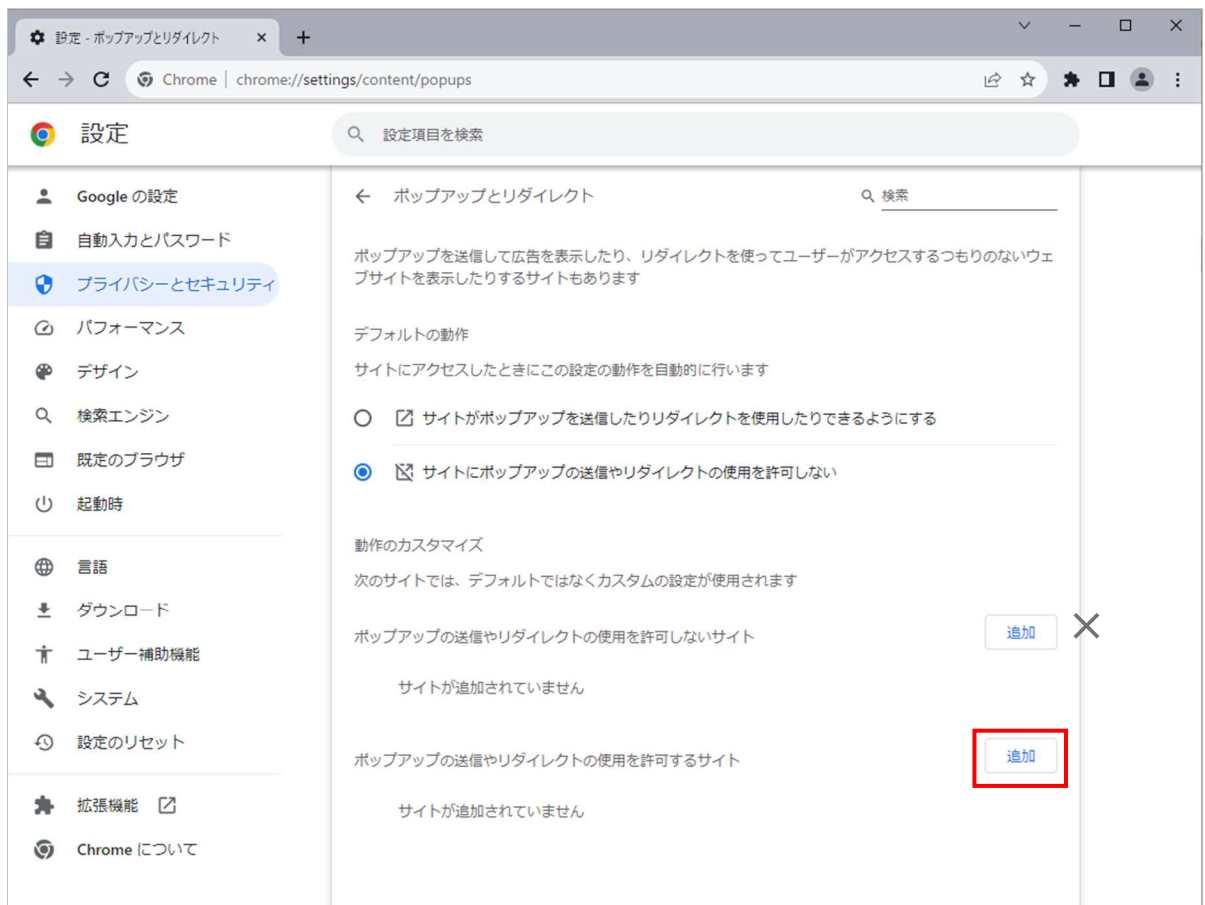 設定 - ポップアップとリダイレクト
Chrome | chrome://settings/content/popups
設定
設定項目を検索
Google の設定
自動入力とパスワード
プライバシーとセキュリティ
パフォーマンス
デザイン
検索エンジン
既定のブラウザ
起動時
言語
ダウンロード
ユーザー補助機能
システム
設定のリセット
拡張機能
Chrome について
ポップアップとリダイレクト
検索
ポップアップを送信して広告を表示したり、リダイレクトを使ってユーザーがアクセスするつもりのないウェ
ブサイトを表示したりするサイトもあります
デフォルトの動作
サイトにアクセスしたときにこの設定の動作を自動的に行います
サイトがポップアップを送信したりリダイレクトを使用したりできるようにする
サイトにポップアップの送信やリダイレクトの使用を許可しない
動作のカスタマイズ
次のサイトでは、デフォルトではなくカスタムの設定が使用されます
ポップアップの送信やリダイレクトの使用を許可しないサイト
追加
サイトが追加されていません
ポップアップの送信やリダイレクトの使用を許可するサイト
追加
サイトが追加されていません